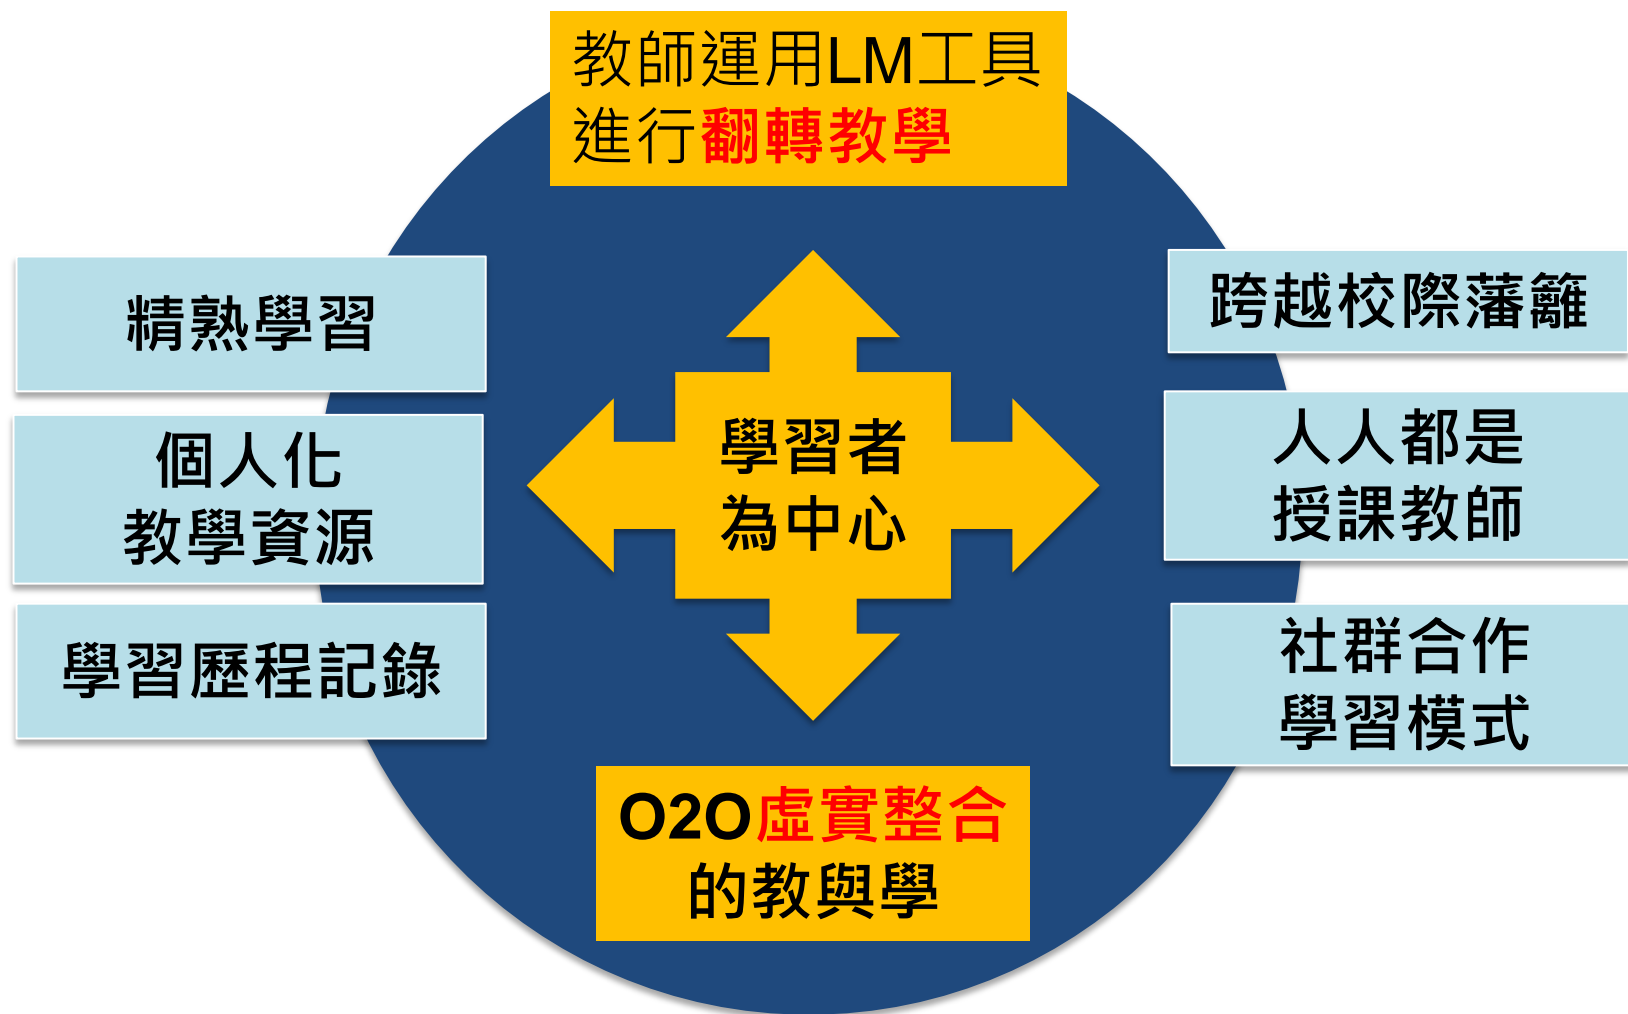 教師運用LM工具
進行翻轉教學
精熟學習
個人化
教學資源
學習歷程記錄
學習者
為中心
跨越校際藩籬
人人都是
授課教師
社群合作
學習模式
O2O虛實整合
的教與學